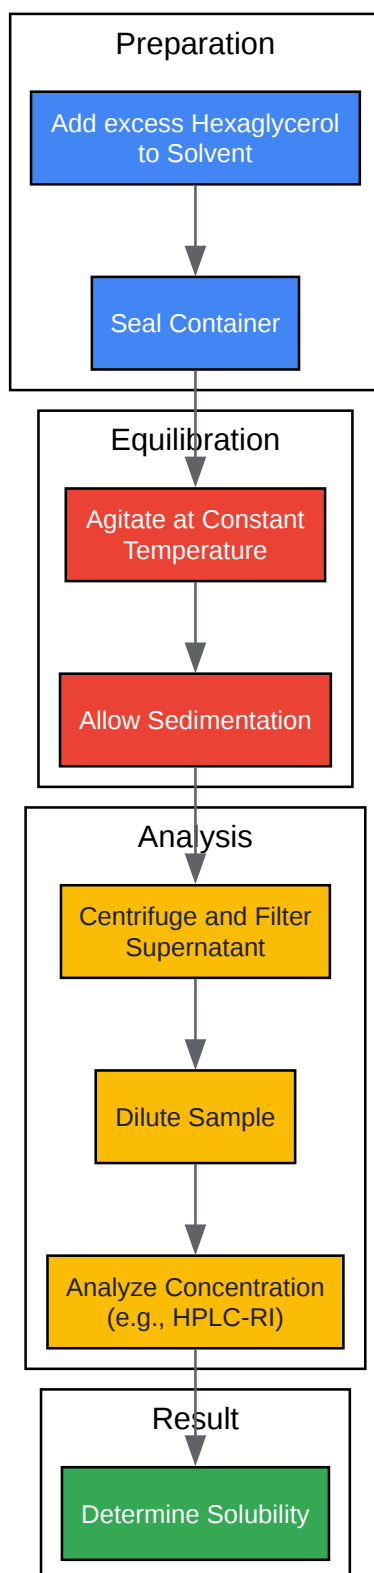 Preparation
Add excess Hexaglycerol
to Solvent
Seal Container
Equilibration
Agitate at Constant
Temperature
Allow Sedimentation
Analysis
Centrifuge and Filter
Supernatant
Dilute Sample
Analyze Concentration
(e.g., HPLC-RI)
Result
Determine Solubility